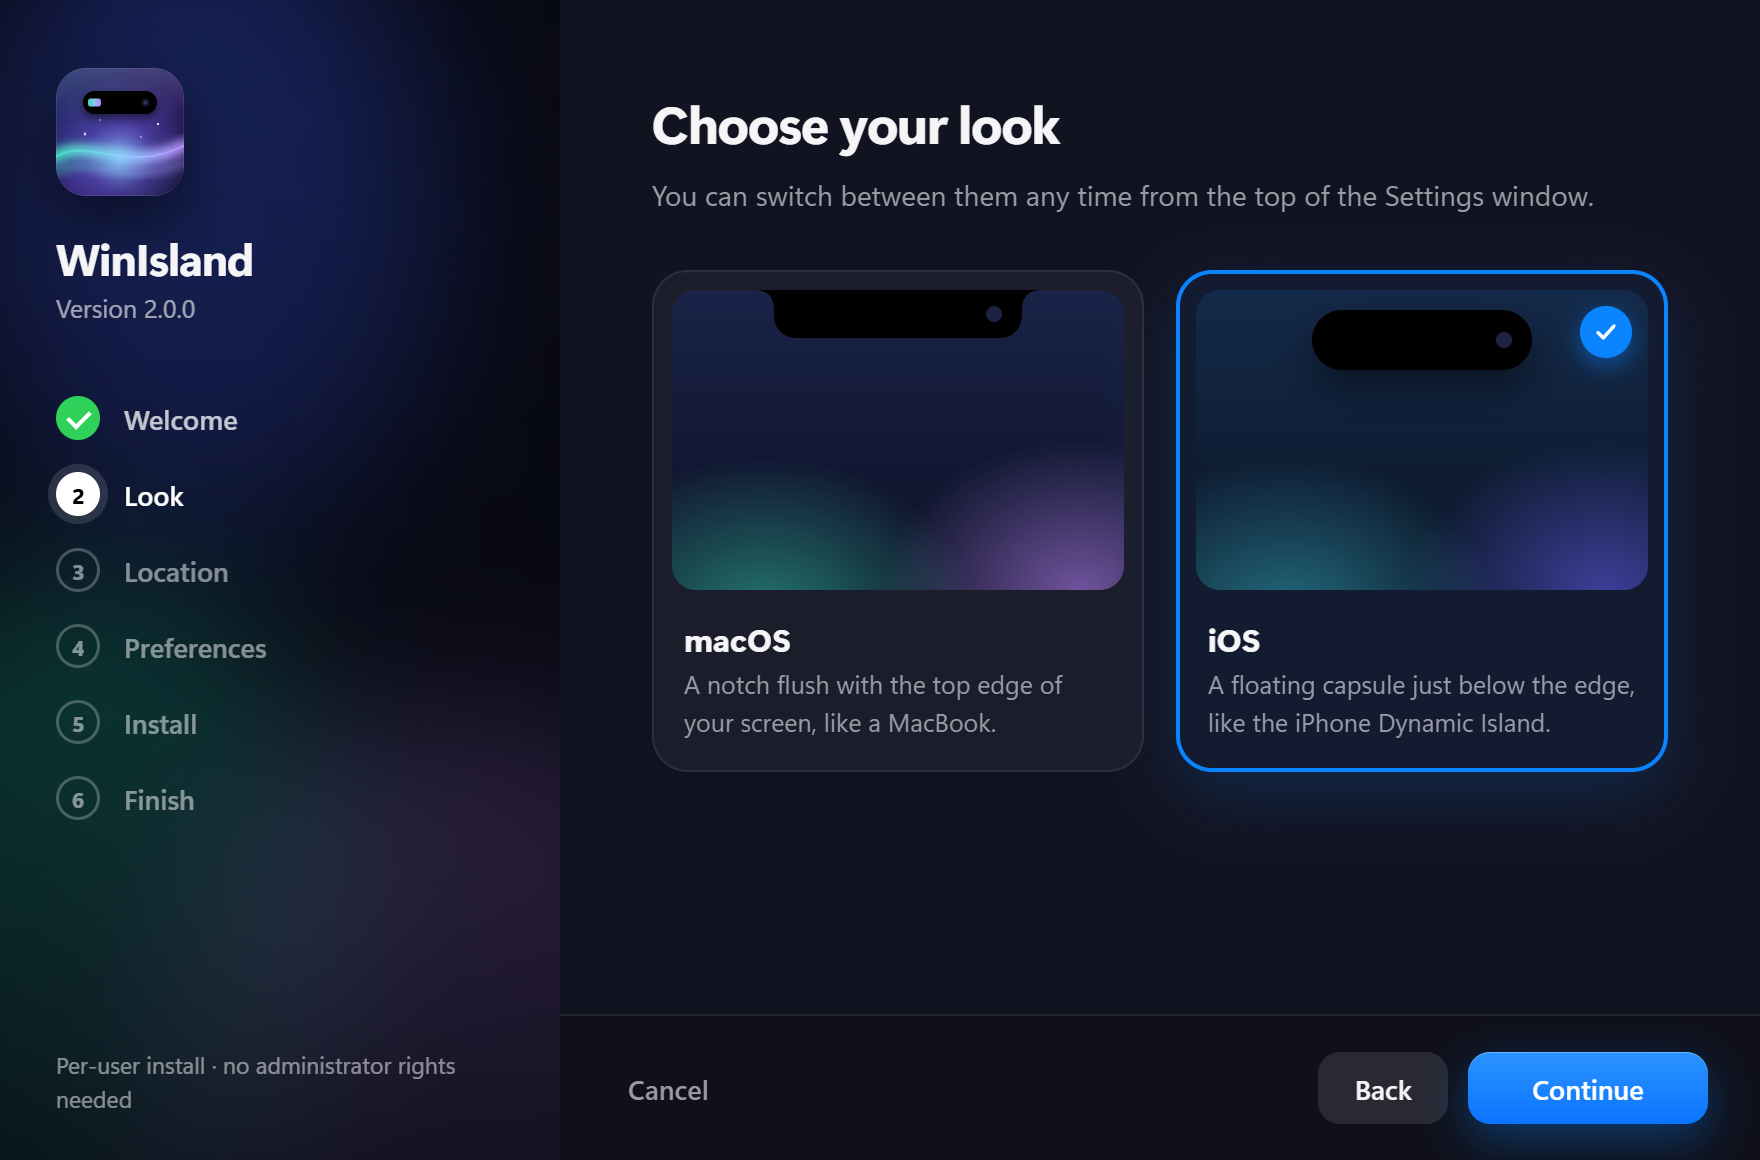 WinIsland
Version 2.0.0
Welcome
2 Look
3 Location
4 Preferences
5 Install
6 Finish
Per-user install · no administrator rights
needed
Choose your look
You can switch between them any time from the top of the Settings window.
macOS
A notch flush with the top edge of
your screen, like a MacBook.
iOS
A floating capsule just below the edge,
like the iPhone Dynamic Island.
Cancel
Back
Continue